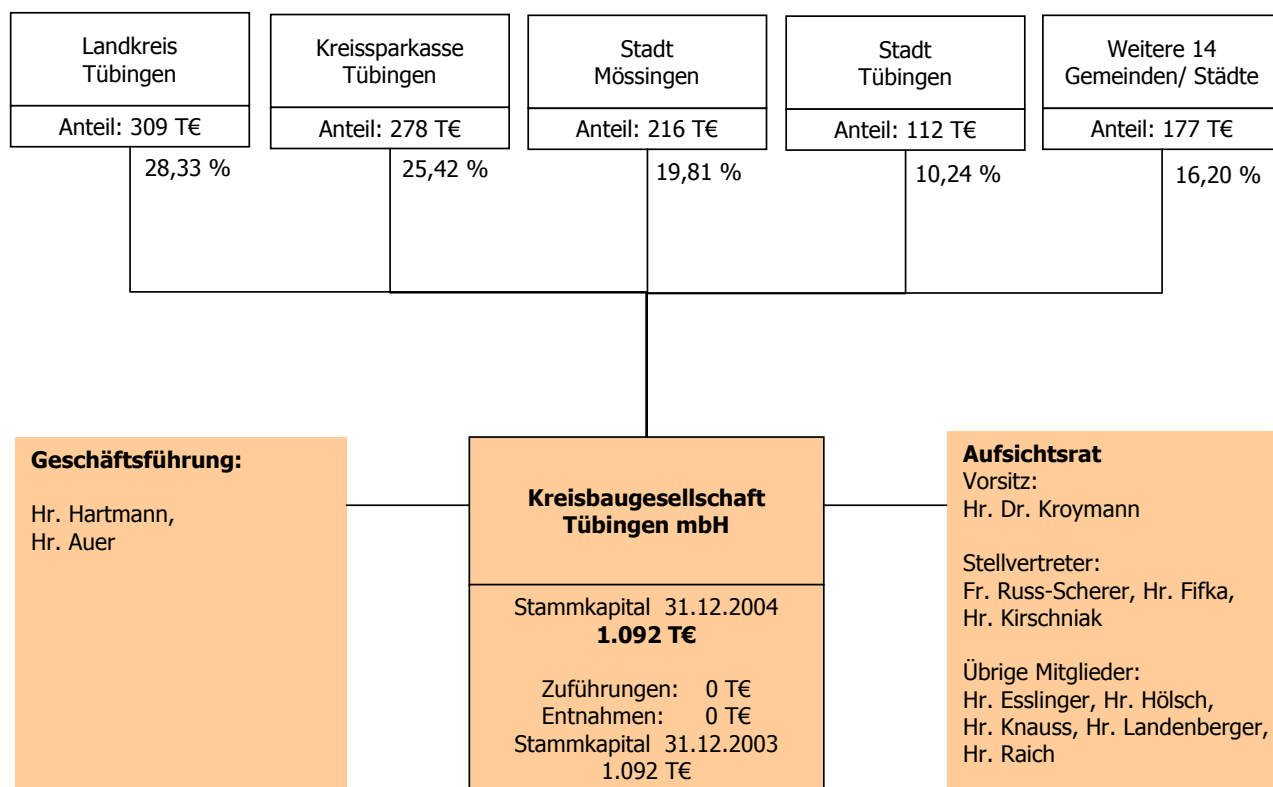 Landkreis
Tübingen
Anteil: 309 T€
28,33 %
Kreissparkasse
Tübingen
Anteil: 278 T€
25,42 %
Stadt
Mössingen
Anteil: 216 T€
19,81 %
Stadt
Tübingen
Anteil: 112 T€
10,24 %
Weitere 14
Gemeinden/ Städte
Anteil: 177 T€
16,20 %
Geschäftsführung:
Hr. Hartmann,
Hr. Auer
Kreisbaugesellschaft
Tübingen mbH
Stammkapital 31.12.2004
1.092 T€
Zuführungen: 0 T€
Entnahmen: 0 T€
Stammkapital 31.12.2003
1.092 T€
Aufsichtsrat
Vorsitz:
Hr. Dr. Kroymann
Stellvertreter:
Fr. Russ-Scherer, Hr. Fifka,
Hr. Kirschniak
Übrige Mitglieder:
Hr. Esslinger, Hr. Hölsch,
Hr. Knauss, Hr. Landenberger,
Hr. Raich